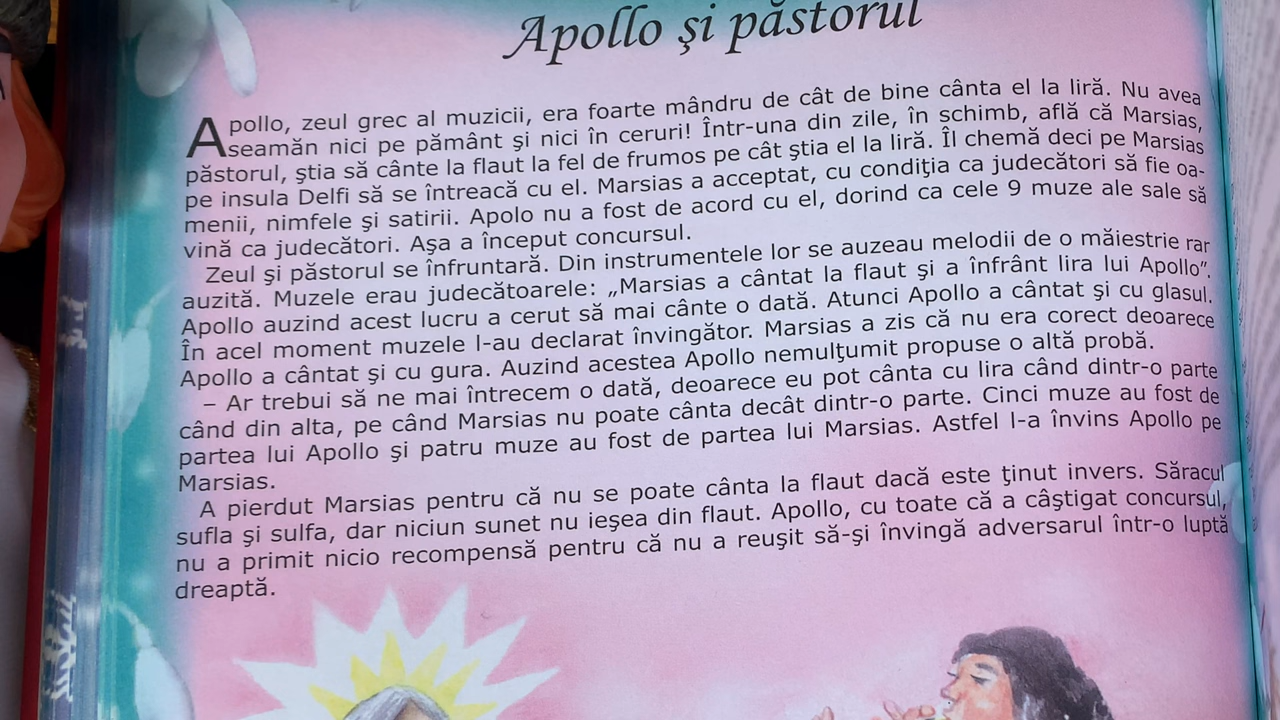 Apollo şi păstorul
Apollo, zeul grec al muzicii, era foarte mândru de cât de bine cânta el la liră. Nu avea
seamăn nici pe pământ şi nici în ceruri! Într-una din zile, în schimb, află că Marsias,
păstorul, ştia să cânte la flaut la fel de frumos pe cât ştia el la liră. Îl chemă deci pe Marsias
pe insula Delfi să se întreacă cu el. Marsias a acceptat, cu condiţia ca judecători să fie oa-
menii, nimfele şi satirii. Apolo nu a fost de acord cu el, dorind ca cele 9 muze ale sale să
vină ca judecători. Aşa a început concursul.
Zeul şi păstorul se înfruntară. Din instrumentele lor se auzeau melodii de o măiestrie rar
auzită. Muzele erau judecătoarele: „Marsias a cântat la flaut şi a înfrânt lira lui Apollo”.
Apollo auzind acest lucru a cerut să mai cânte o dată. Atunci Apollo a cântat şi cu glasul.
În acel moment muzele l-au declarat învingător. Marsias a zis că nu era corect deoarece
Apollo a cântat şi cu gura. Auzind acestea Apollo nemulţumit propuse o altă probă.
– Ar trebui să ne mai întrecem o dată, deoarece eu pot cânta cu lira când dintr-o parte
când din alta, pe când Marsias nu poate cânta decât dintr-o parte. Cinci muze au fost de
partea lui Apollo şi patru muze au fost de partea lui Marsias. Astfel l-a învins Apollo pe
Marsias.
A pierdut Marsias pentru că nu se poate cânta la flaut dacă este ţinut invers. Săracul
sufla şi sulfa, dar niciun sunet nu ieşea din flaut. Apollo, cu toate că a câştigat concursul,
nu a primit nicio recompensă pentru că nu a reuşit să-şi învingă adversarul într-o luptă
dreaptă.